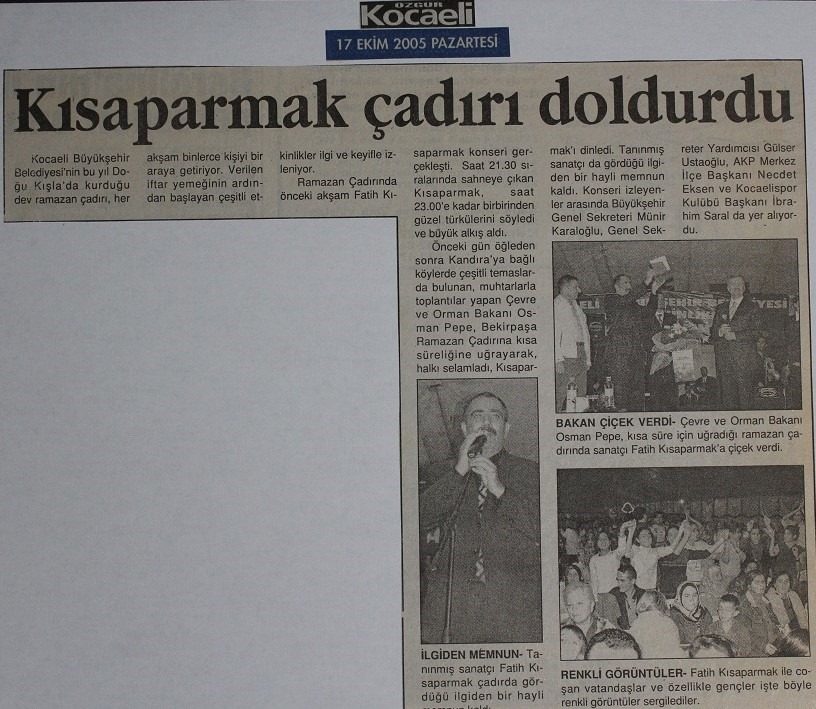 ÖZGÜR
Kocaeli
17 EKİM 2005 PAZARTESİ
Kısaparmak çadırı doldurdu
Kocaeli Büyükşehir
Belediyesi'nin bu yıl Do-
ğu Kışla'da kurduğu
dev ramazan çadırı, her
akşam binlerce kişiyi bir
araya getiriyor. Verilen
iftar yemeğinin ardın-
dan başlayan çeşitli et-
kinlikler ilgi ve keyifle iz-
leniyor.
Ramazan Çadırında
önceki akşam Fatih Kı-
saparmak konseri ger-
çekleşti. Saat 21.30 sı-
ralarında sahneye çıkan
Kısaparmak, saat
23.00'e kadar birbirinden
güzel türkülerini söyledi
ve büyük alkış aldı.
Önceki gün öğleden
sonra Kandıra'ya bağlı
köylerde çeşitli temaslar-
da bulunan, muhtarlarla
toplantılar yapan Çevre
ve Orman Bakanı Os-
man Pepe, Bekirpaşa
Ramazan Çadırına kısa
süreliğine uğrayarak,
halkı selamladı, Kısapar-
mak'ı dinledi. Tanınmış
sanatçı da gördüğü ilgi-
den bir hayli memnun
kaldı. Konseri izleyen-
ler arasında Büyükşehir
Genel Sekreteri Münir
Karaloğlu, Genel Sek-
reter Yardımcısı Gülser
Ustaoğlu, AKP Merkez
İlçe Başkanı Necdet
Eksen ve Kocaelispor
Kulübü Başkanı İbra-
him Saral da yer alıyor-
du.
BAKAN ÇİÇEK VERDİ- Çevre ve Orman Bakanı
Osman Pepe, kısa süre için uğradığı ramazan ça-
dırında sanatçı Fatih Kısaparmak'a çiçek verdi.
İLGİDEN MEMNUN- Ta-
nınmış sanatçı Fatih Kı-
saparmak çadırda gör-
düğü ilgiden bir hayli
memnun kaldı.
RENKLİ GÖRÜNTÜLER- Fatih Kısaparmak ile co-
şan vatandaşlar ve özellikle gençler işte böyle
renkli görüntüler sergilediler.